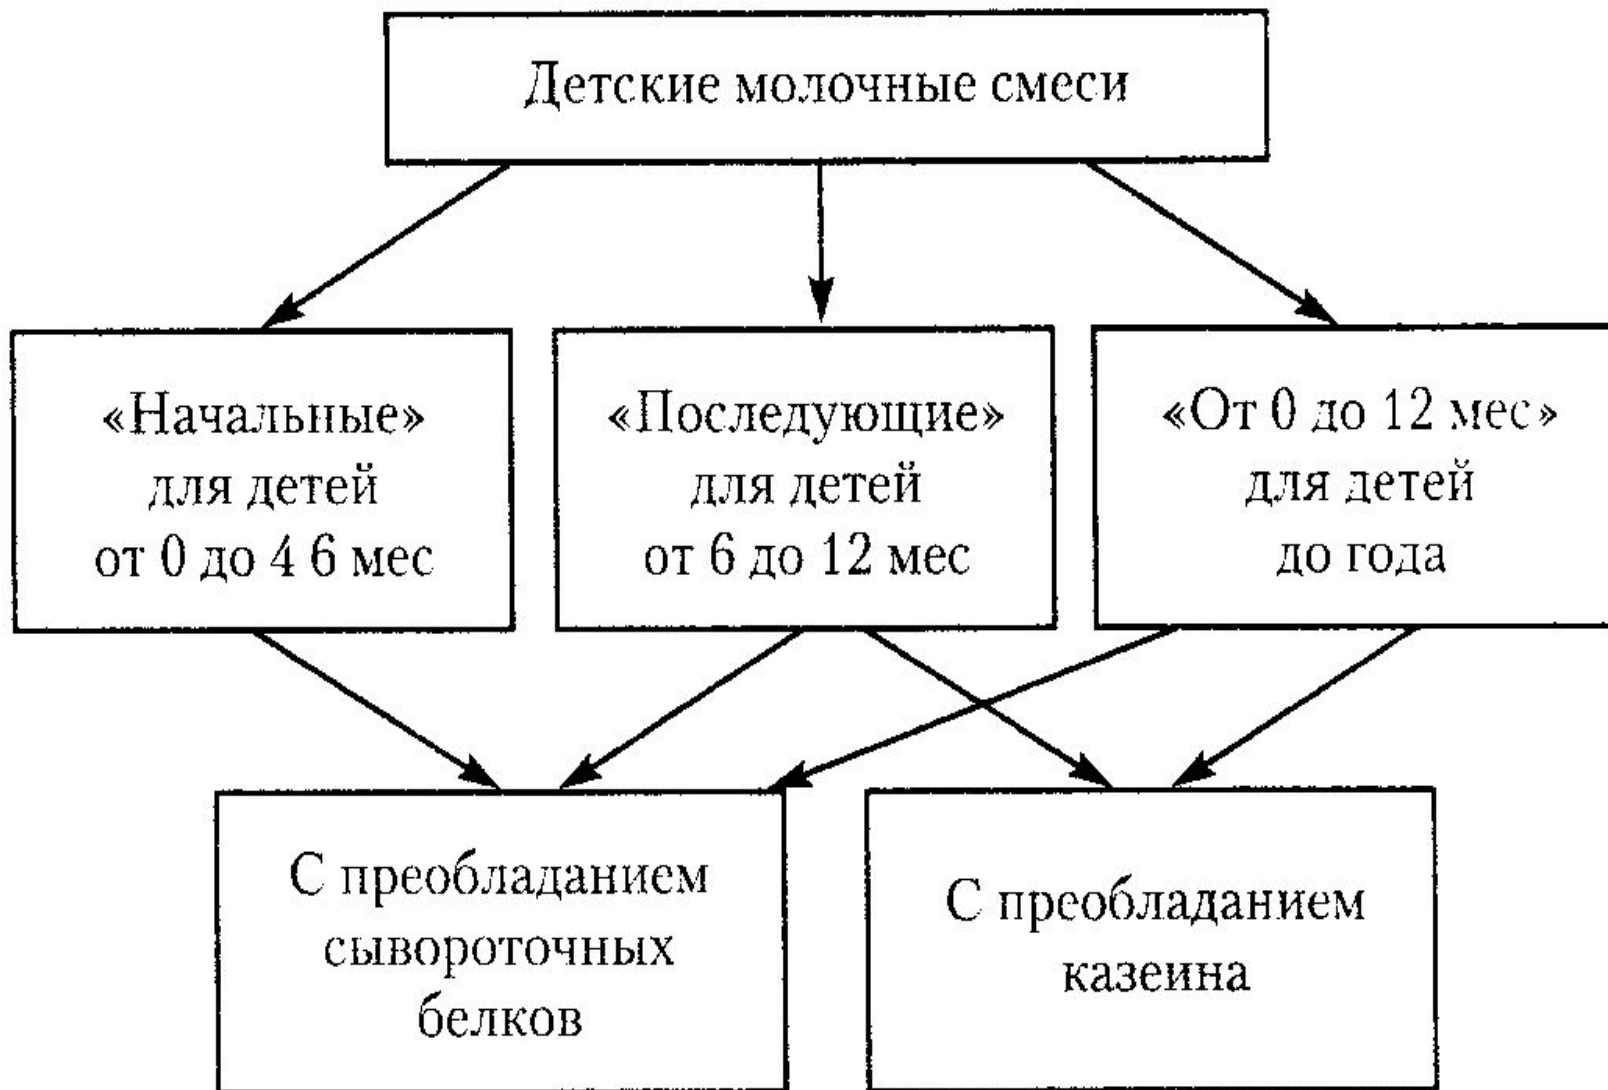 Детские молочные смеси
«Начальные»
для детей
от 0 до 4 6 мес
«Последующие»
для детей
от 6 до 12 мес
«От 0 до 12 мес»
для детей
до года
С преобладанием
сывороточных
белков
С преобладанием
казеина